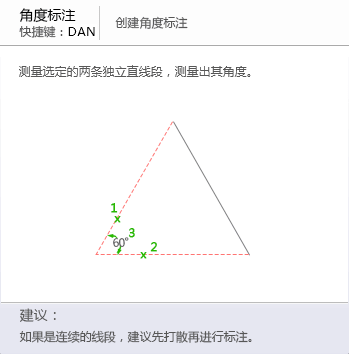 角度标注
快捷键：DAN
创建角度标注
测量选定的两条独立直线段，测量出其角度。
1
3
60°
2
建议：
如果是连续的线段，建议先打散再进行标注。